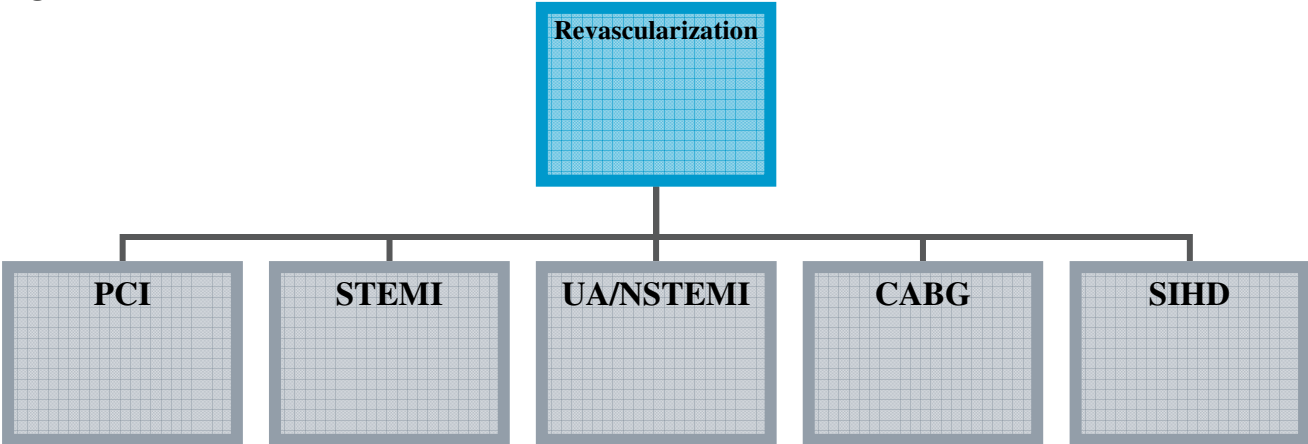 Revascularization
PCI
STEMI
UA/NSTEMI
CABG
SIHD